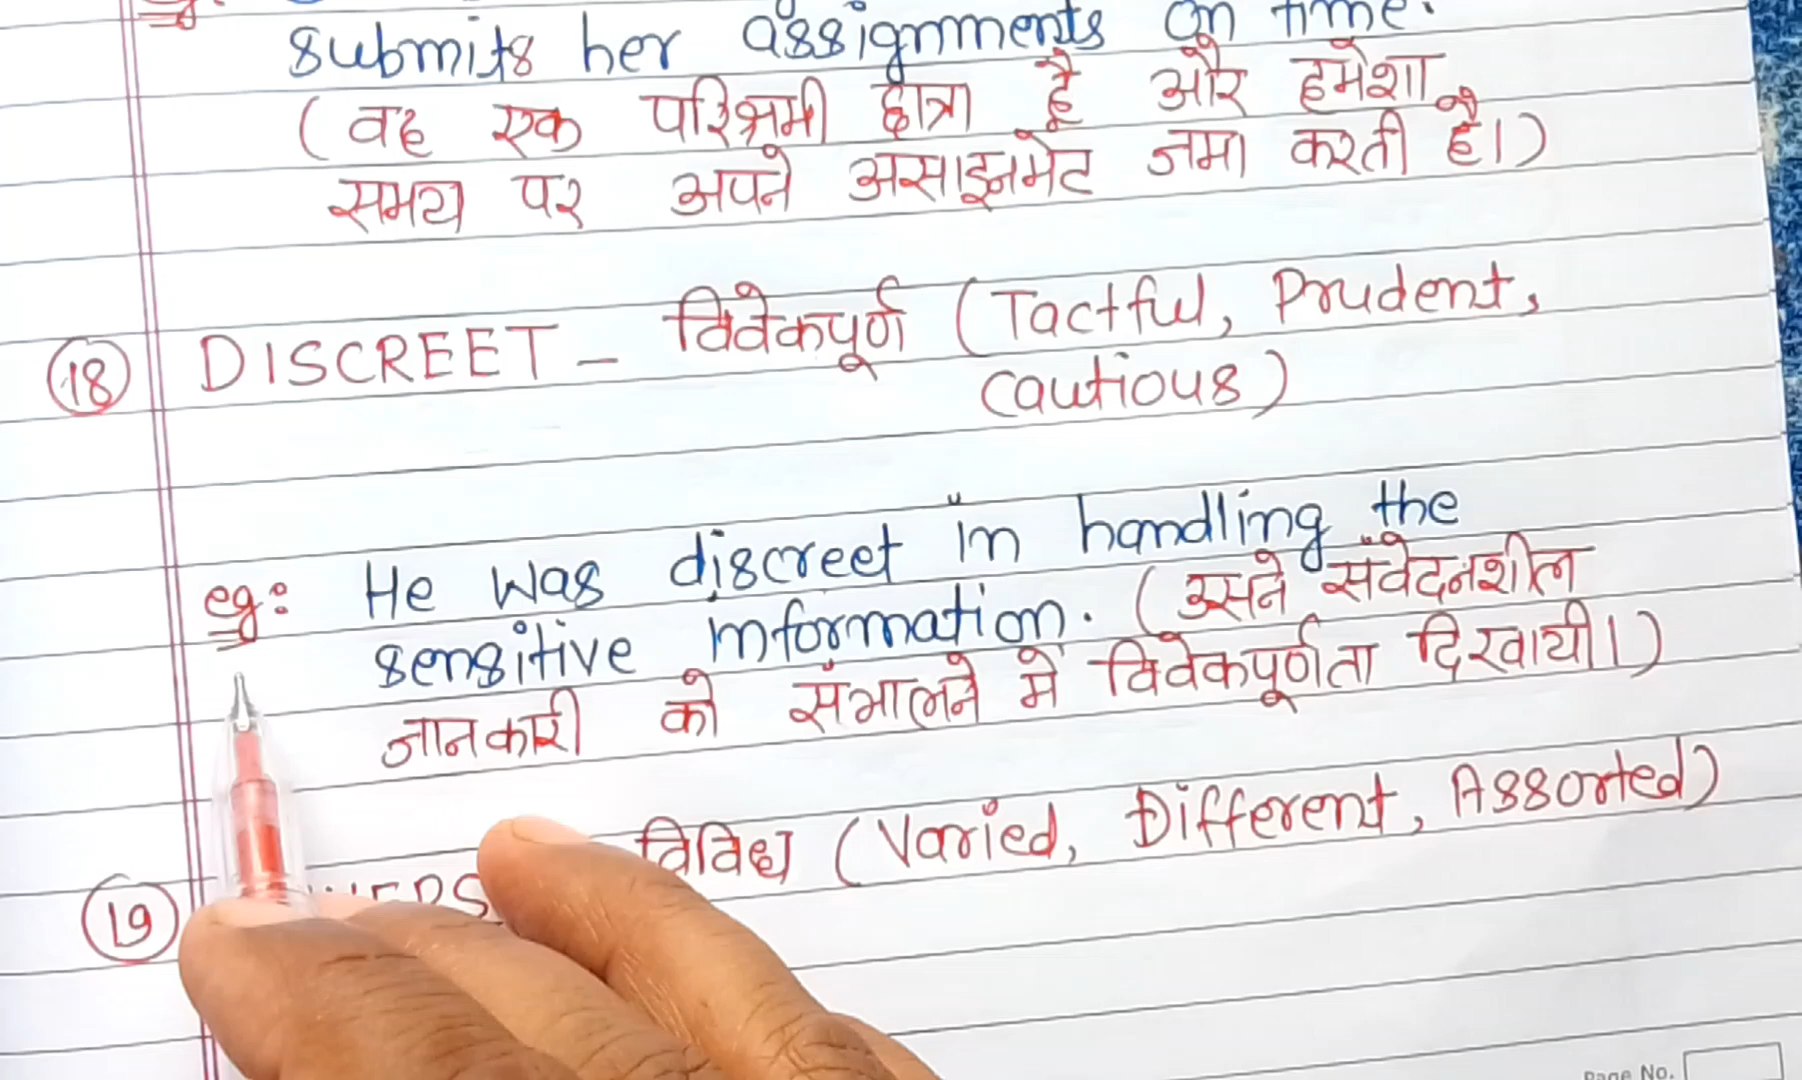 submits her assignments on time.
( वह एक परिश्रमी छात्रा है और हमेशा
समय पर अपने असाइनमेंट जमा करती है।)
18 DISCREET - विवेकपूर्ण (Tactful, Prudent,
cautious)
eg: He was discreet in handling the
sensitive information. ( उसने संवेदनशील
जानकारी को संभालने में विवेकपूर्णता दिखायी।)
19 विविध (Varied, Different, Assorted)
Page No.